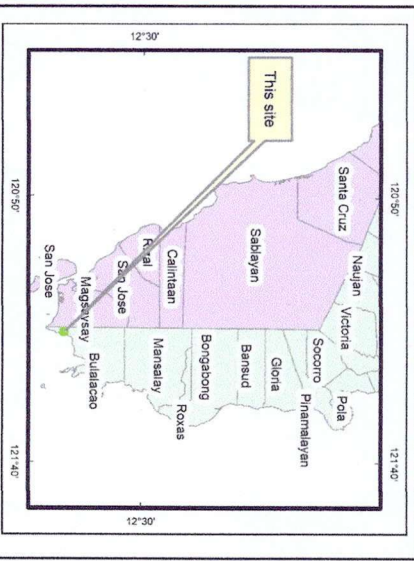 120°50'
121°40'
12°30'
This site
Santa Cruz
Naujan
Victoria
Pola
Socorro
Pinamalayan
Sablayan
Gloria
Bansud
Bongabong
Roxas
Calintaan
Rizal
San Jose
Mansalay
Magsaysay
Bulalacao
San Jose
12°30'
120°50'
121°40'